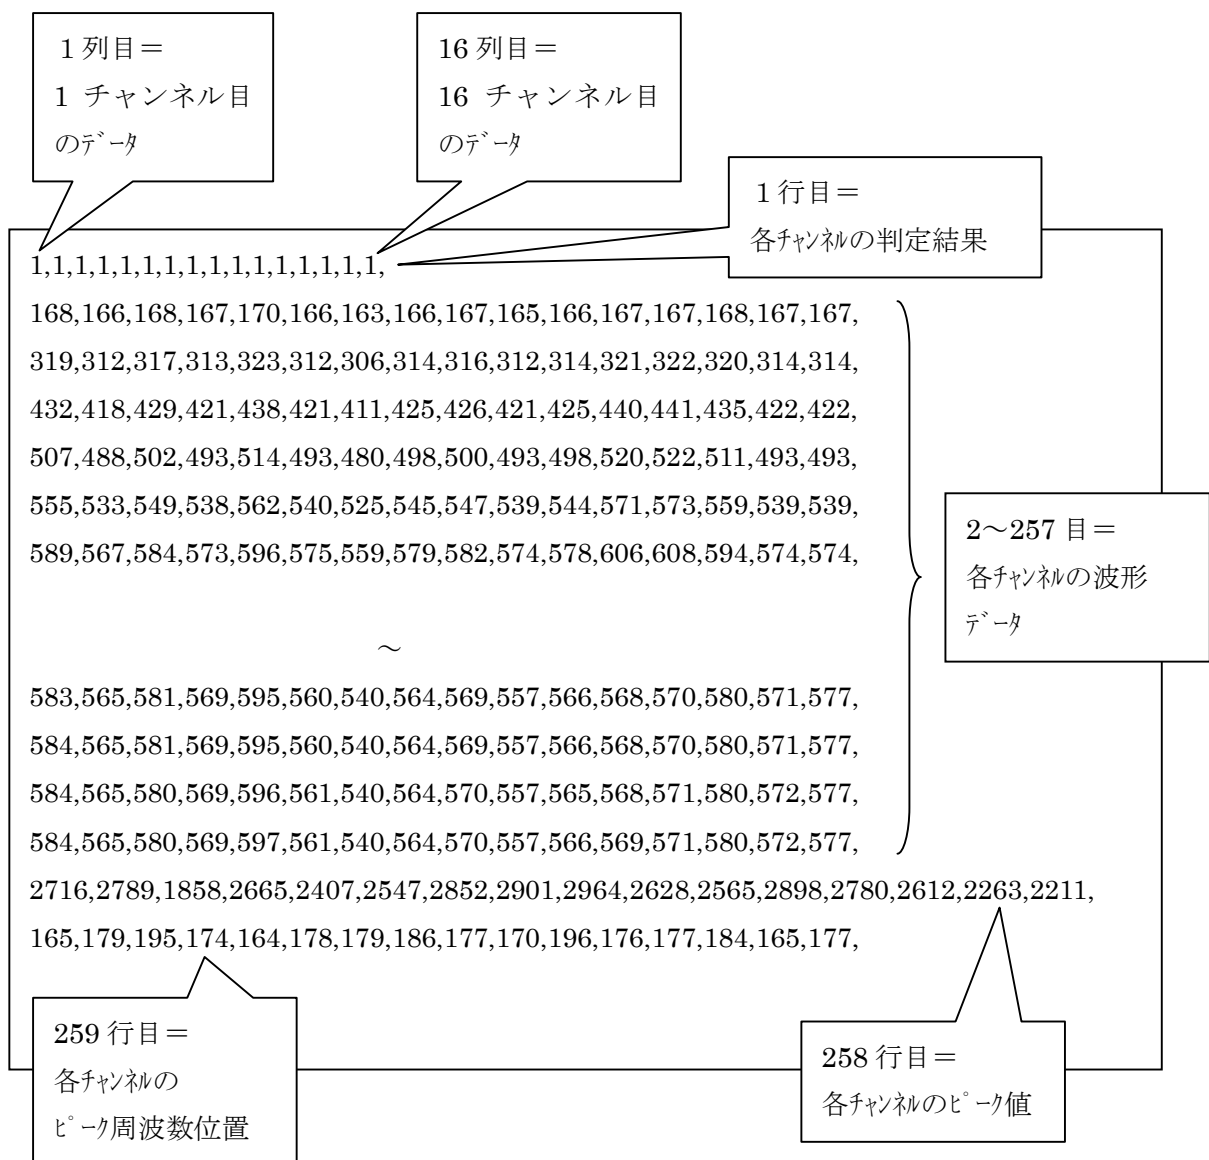 1列目＝
1 チャンネル目
のﾃﾞｰﾀ
16列目＝
16 チャンネル目
のﾃﾞｰﾀ
1行目＝
各ﾁｬﾝﾈﾙの判定結果
1,1,1,1,1,1,1,1,1,1,1,1,1,1,1,1,
168,166,168,167,170,166,163,166,167,165,166,167,167,168,167,167,
319,312,317,313,323,312,306,314,316,312,314,321,322,320,314,314,
432,418,429,421,438,421,411,425,426,421,425,440,441,435,422,422,
507,488,502,493,514,493,480,498,500,493,498,520,522,511,493,493,
555,533,549,538,562,540,525,545,547,539,544,571,573,559,539,539,
589,567,584,573,596,575,559,579,582,574,578,606,608,594,574,574,
2～257目＝
各ﾁｬﾝﾈﾙの波形
ﾃﾞｰﾀ
～
583,565,581,569,595,560,540,564,569,557,566,568,570,580,571,577,
584,565,581,569,595,560,540,564,569,557,566,568,570,580,571,577,
584,565,580,569,596,561,540,564,570,557,565,568,571,580,572,577,
584,565,580,569,597,561,540,564,570,557,566,569,571,580,572,577,
2716,2789,1858,2665,2407,2547,2852,2901,2964,2628,2565,2898,2780,2612,2263,2211,
165,179,195,174,164,178,179,186,177,170,196,176,177,184,165,177,
259行目＝
各ﾁｬﾝﾈﾙの
ﾋﾟｰｸ周波数位置
258行目＝
各ﾁｬﾝﾈﾙのﾋﾟｰｸ値